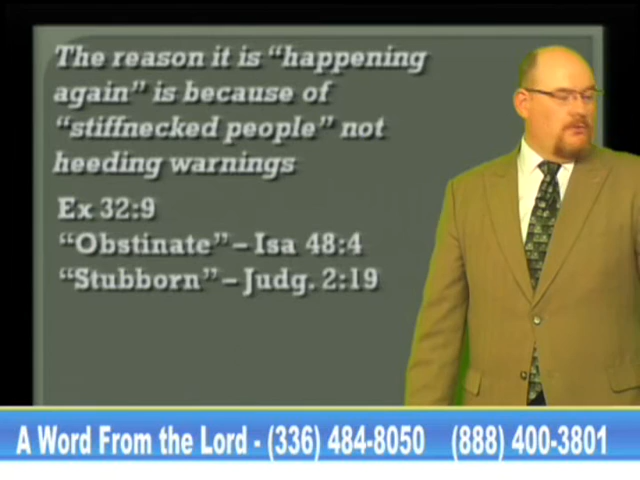 The reason it is “happening
again” is because of
“stiffnecked people” not
heeding warnings
Ex 32:9
“Obstinate” – Isa 48:4
“Stubborn” – Judg. 2:19
A Word From the Lord - (336) 484-8050 (888) 400-3801